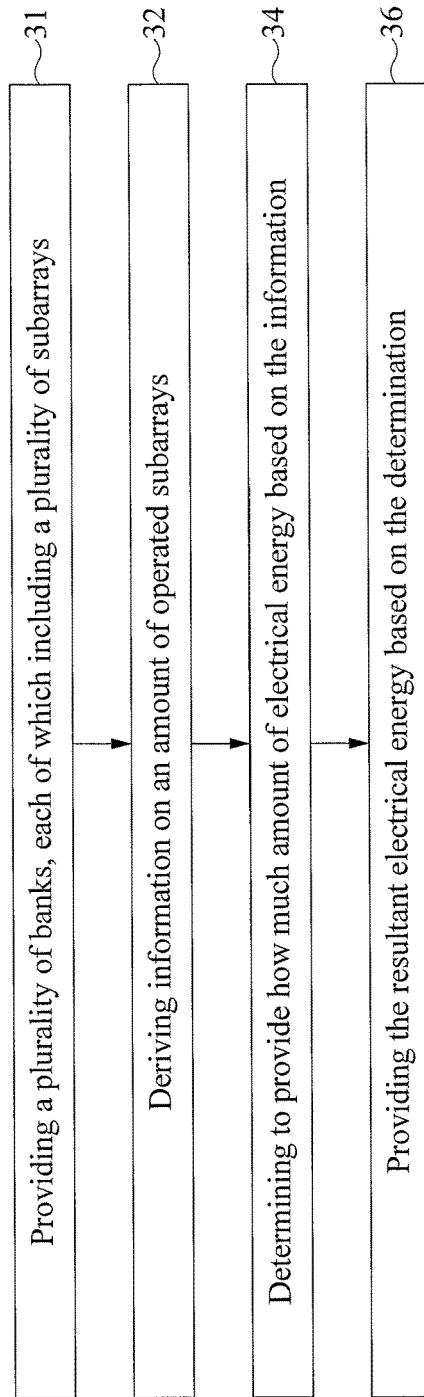 Providing a plurality of banks, each of which including a plurality of subarrays
31
Deriving information on an amount of operated subarrays
32
Determining to provide how much amount of electrical energy based on the information
34
Providing the resultant electrical energy based on the determination
36